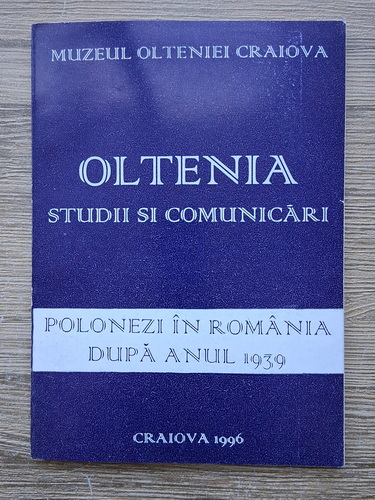 MUZEUL OLTENIEI CRAIOVA
OLTENIA
STUDII SI COMUNICĂRI
POLONEZI ÎN ROMÂNIA
DUPĂ ANUL 1939
CRAIOVA 1996